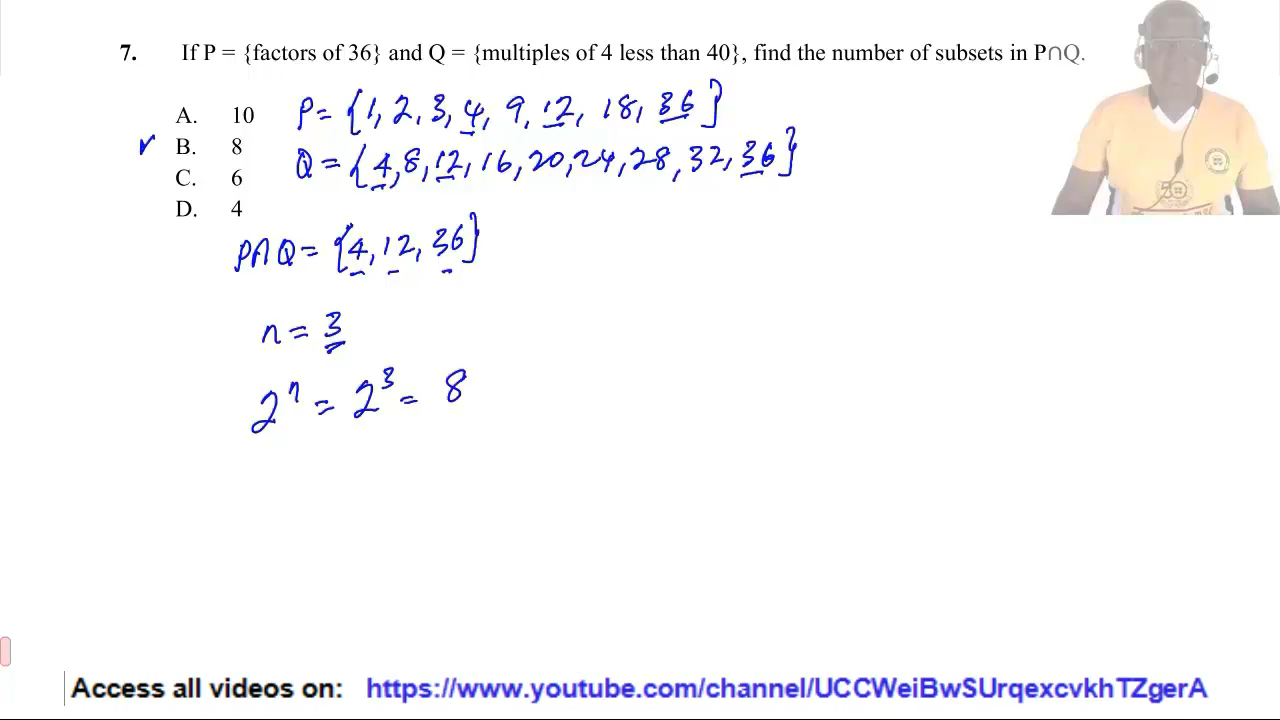 7. If P = {factors of 36} and Q = {multiples of 4 less than 40}, find the number of subsets in P∩Q.
A. 10
✓ B. 8
C. 6
D. 4
P = {1, 2, 3, 4, 9, 12, 18, 36}
Q = {4, 8, 12, 16, 20, 24, 28, 32, 36}
P∩Q = {4, 12, 36}
n = 3
2ⁿ = 2³ = 8
Access all videos on: https://www.youtube.com/channel/UCCWeiBwSUrqexcvkhTZgerA